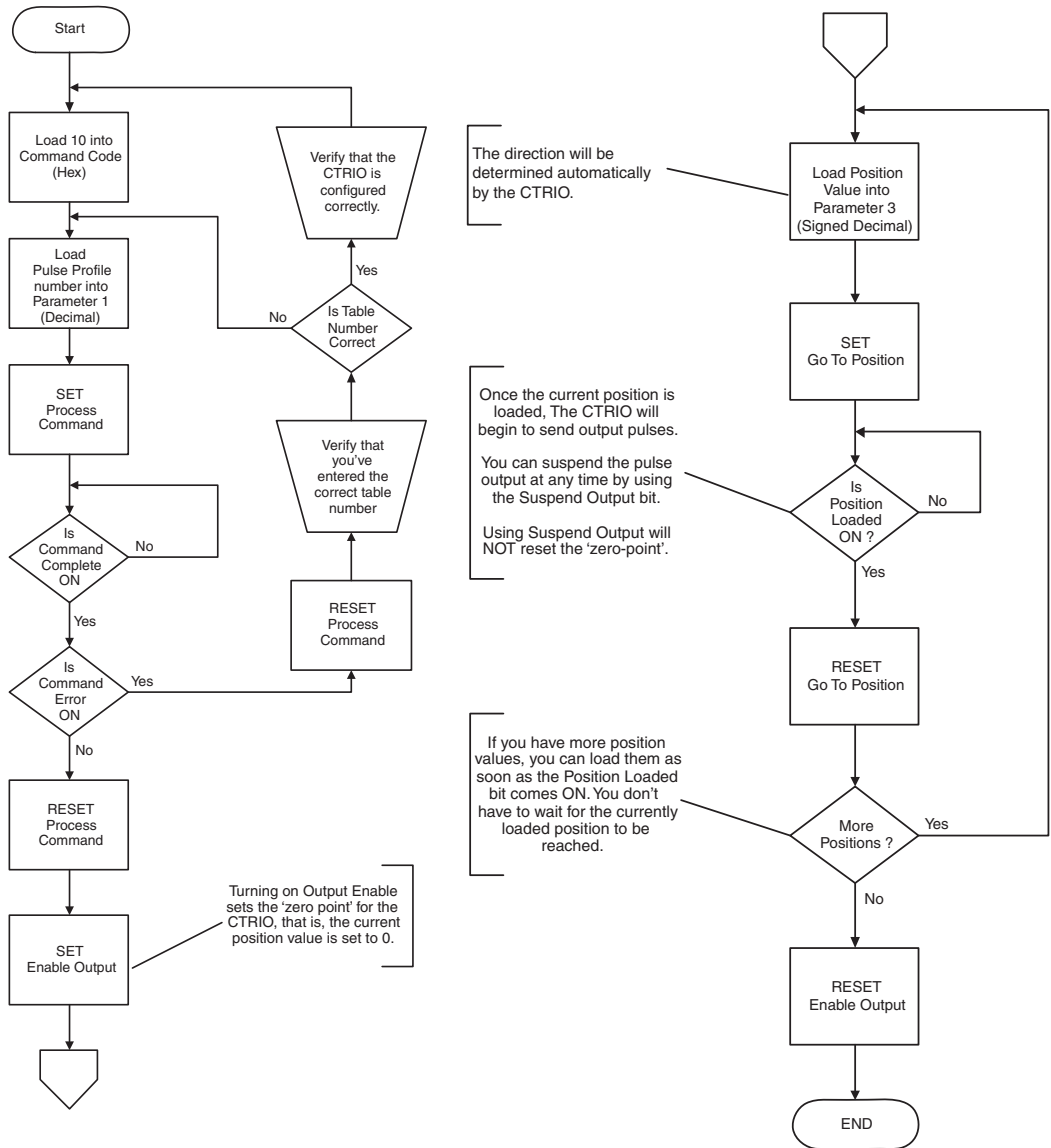 Start
Load 10 into
Command Code
(Hex)
Load
Pulse Profile
number into
Parameter 1
(Decimal)
SET
Process
Command
Is
Command
Complete
ON
No
Yes
Is
Command
Error
ON
Yes
No
RESET
Process
Command
SET
Enable Output
Turning on Output Enable
sets the ‘zero point’ for the
CTRIO, that is, the current
position value is set to 0.
RESET
Process
Command
Verify that
you’ve
entered the
correct table
number
Is Table
Number
Correct
No
Yes
Verify that the
CTRIO is
configured
correctly.
The direction will be
determined automatically
by the CTRIO.
Load Position
Value into
Parameter 3
(Signed Decimal)
SET
Go To Position
Once the current position is
loaded, The CTRIO will
begin to send output pulses.
You can suspend the pulse
output at any time by using
the Suspend Output bit.
Using Suspend Output will
NOT reset the ‘zero-point’.
Is
Position
Loaded
ON ?
No
Yes
RESET
Go To Position
If you have more position
values, you can load them as
soon as the Position Loaded
bit comes ON. You don’t
have to wait for the currently
loaded position to be
reached.
More
Positions ?
Yes
No
RESET
Enable Output
END